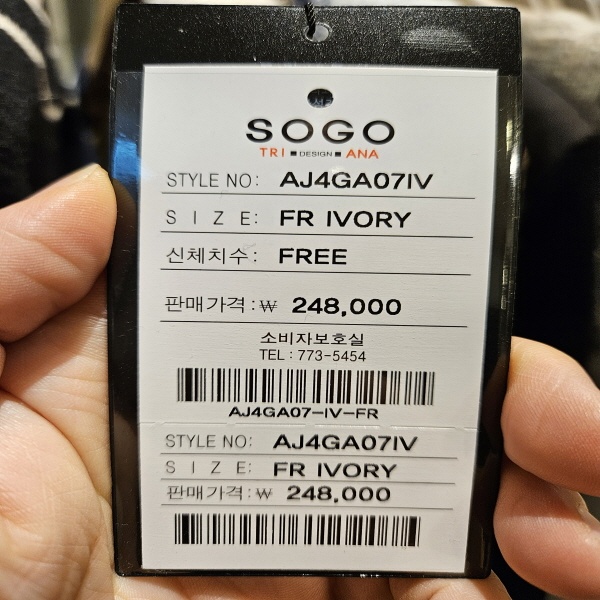 SOGO
TRI ■ DESIGN ■ ANA
STYLE NO: AJ4GA07IV
SIZE: FR IVORY
신체치수: FREE
판매가격:₩ 248,000
소비자보호실
TEL : 773-5454
AJ4GA07-IV-FR
STYLE NO: AJ4GA07IV
SIZE: FR IVORY
판매가격:₩ 248,000